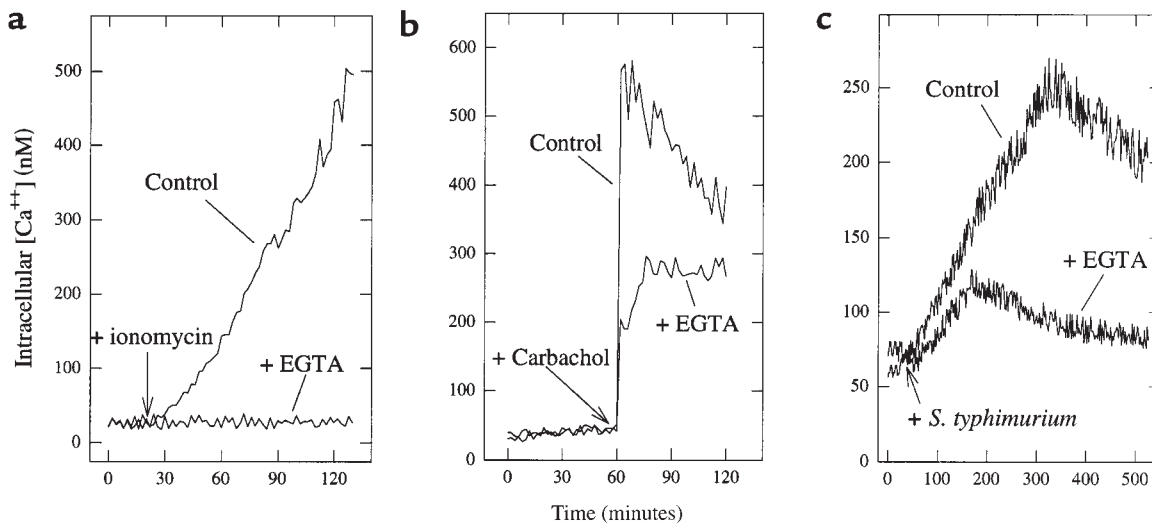 a
Intracellular [Ca++] (nM)
500
400
300
200
100
0
Control
+ ionomycin
+ EGTA
0 30 60 90 120
b
600
500
400
300
200
100
0
Control
+ EGTA
+ Carbachol
0 30 60 90 120
Time (minutes)
c
250
200
150
100
50
0
Control
+ EGTA
+ S. typhimurium
0 100 200 300 400 500